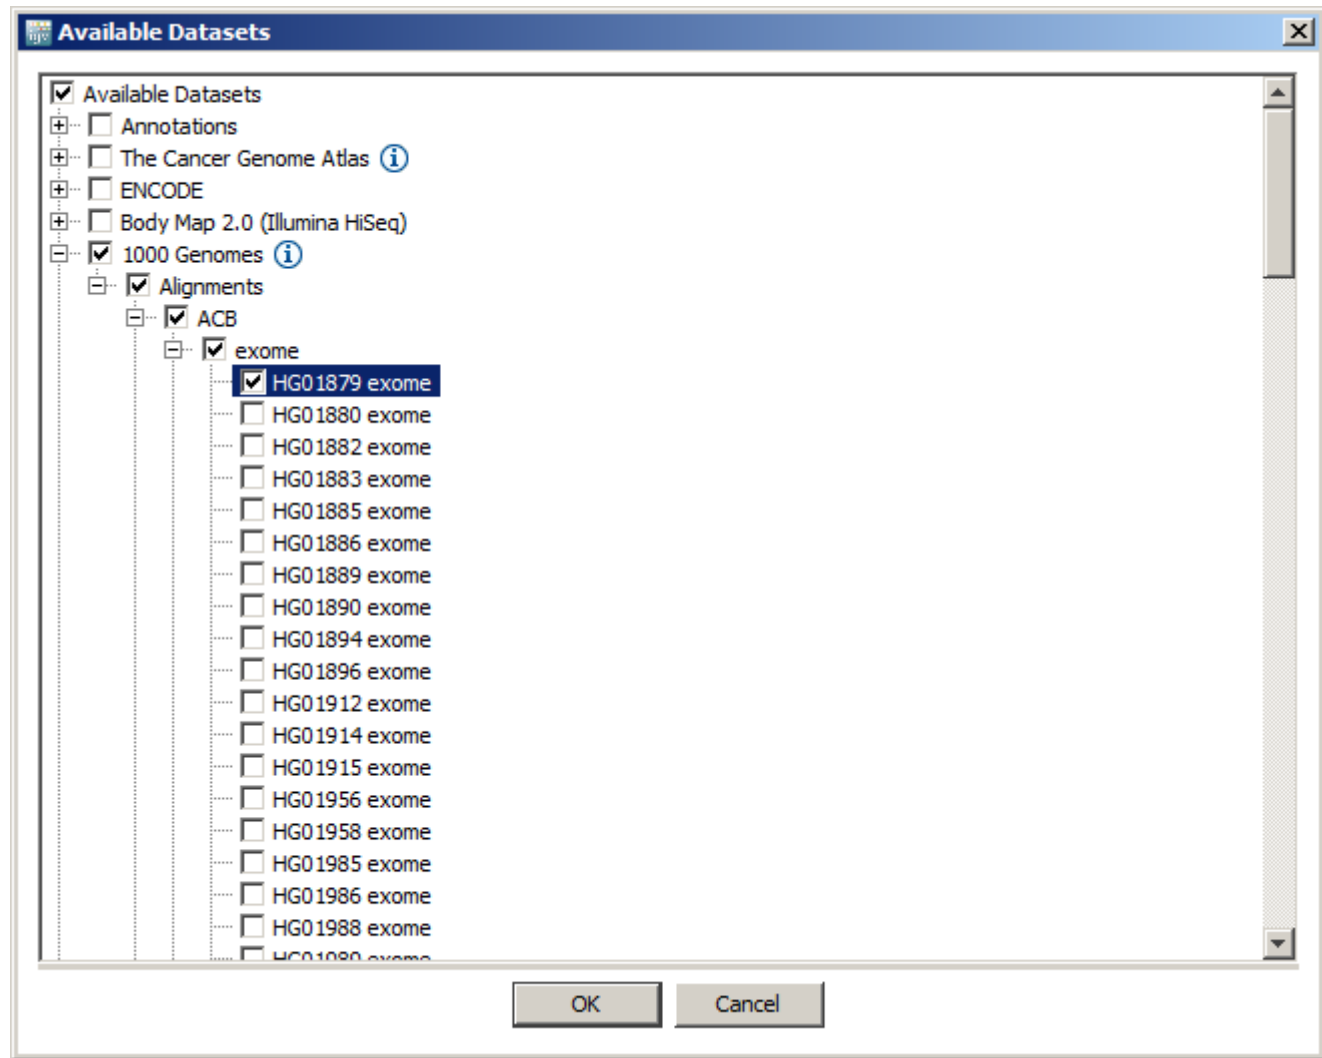 Available Datasets
Available Datasets
Annotations
The Cancer Genome Atlas
ENCODE
Body Map 2.0 (Illumina HiSeq)
1000 Genomes
Alignments
ACB
exome
HG01879 exome
HG01880 exome
HG01882 exome
HG01883 exome
HG01885 exome
HG01886 exome
HG01889 exome
HG01890 exome
HG01894 exome
HG01896 exome
HG01912 exome
HG01914 exome
HG01915 exome
HG01956 exome
HG01958 exome
HG01985 exome
HG01986 exome
HG01988 exome
OK Cancel